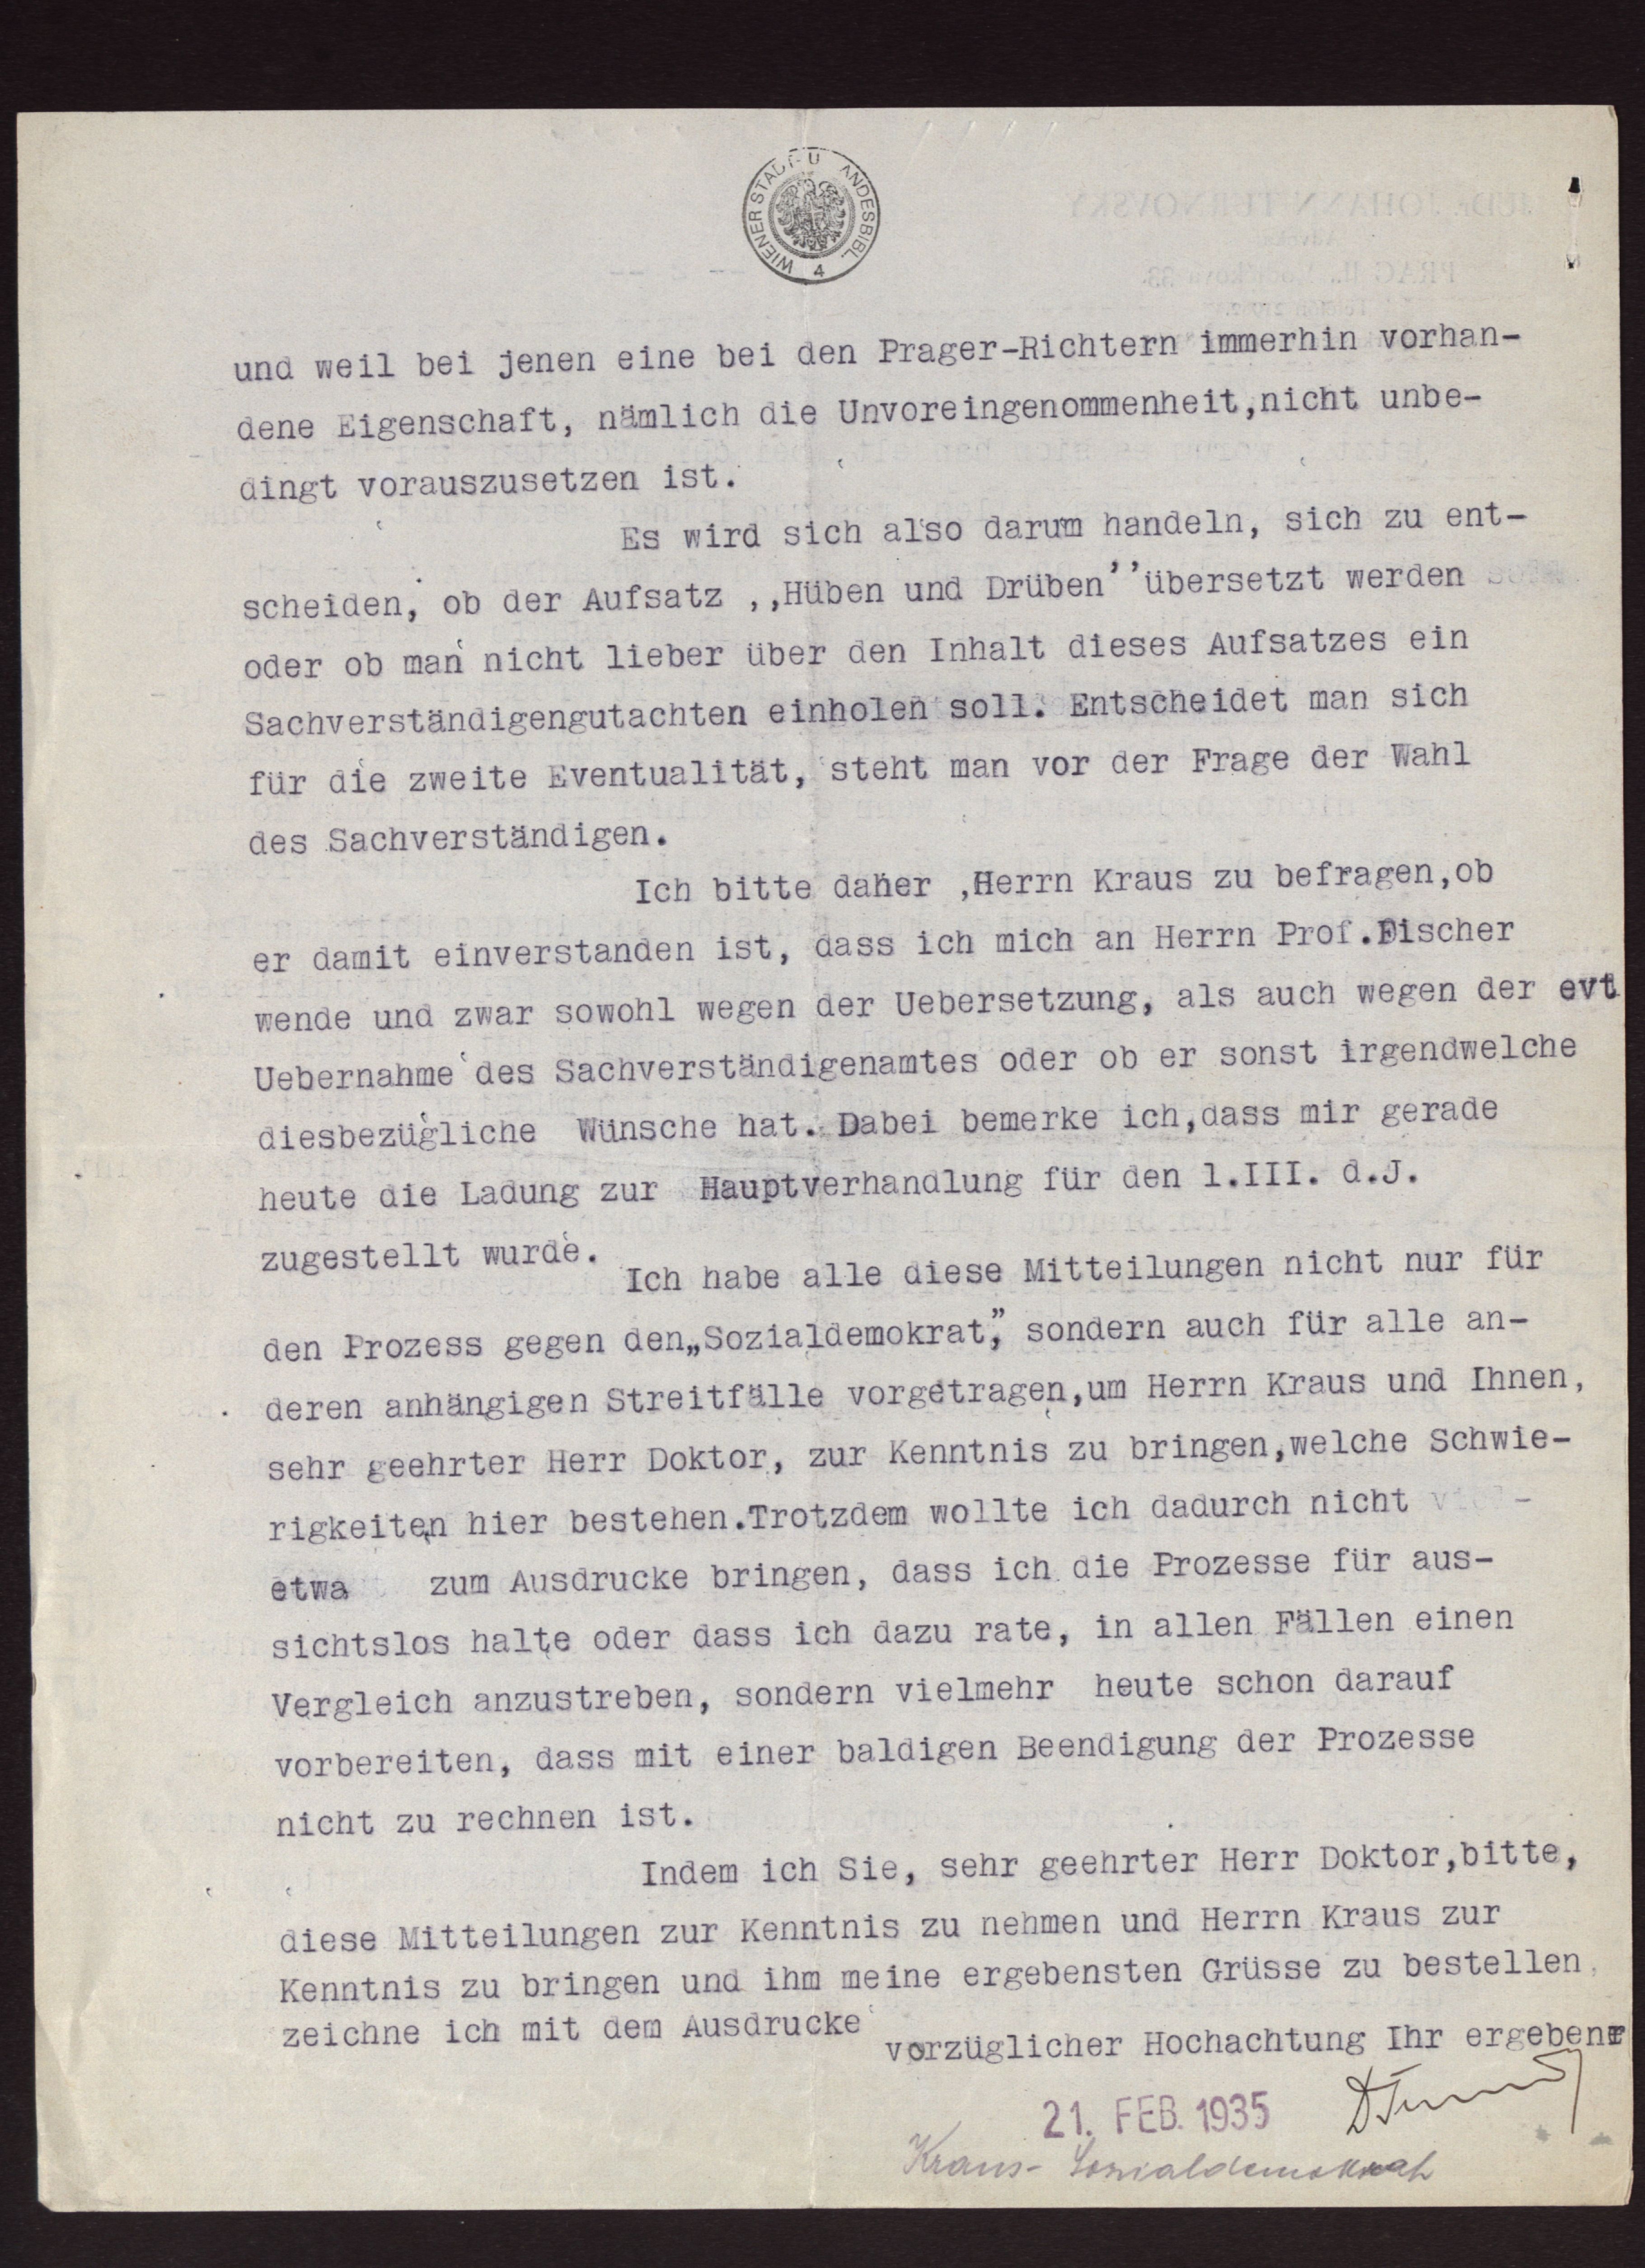 WIENER STADT- U LANDESBIBL. 4
und weil bei jenen eine bei den Prager-Richtern immerhin vorhan-
dene Eigenschaft, nämlich die Unvoreingenommenheit,nicht unbe-
dingt vorauszusetzen ist.
Es wird sich also darum handeln, sich zu ent-
scheiden, ob der Aufsatz ,,Hüben und Drüben’’übersetzt werden
oder ob man nicht lieber über den Inhalt dieses Aufsatzes ein
Sachverständigengutachten einholen soll. Entscheidet man sich
für die zweite Eventualität, steht man vor der Frage der Wahl
des Sachverständigen.
Ich bitte daher ,Herrn Kraus zu befragen,ob
er damit einverstanden ist, dass ich mich an Herrn Prof.Fischer
wende und zwar sowohl wegen der Uebersetzung, als auch wegen der evt
Uebernahme des Sachverständigenamtes oder ob er sonst irgendwelche
diesbezügliche Wünsche hat. Dabei bemerke ich,dass mir gerade
heute die Ladung zur Hauptverhandlung für den 1.III. d.J.
zugestellt wurde.
Ich habe alle diese Mitteilungen nicht nur für
den Prozess gegen den„Sozialdemokrat”, sondern auch für alle an-
deren anhängigen Streitfälle vorgetragen,um Herrn Kraus und Ihnen,
sehr geehrter Herr Doktor, zur Kenntnis zu bringen,welche Schwie-
rigkeiten hier bestehen.Trotzdem wollte ich dadurch nicht
etwa zum Ausdrucke bringen, dass ich die Prozesse für aus-
sichtslos halte oder dass ich dazu rate, in allen Fällen einen
Vergleich anzustreben, sondern vielmehr heute schon darauf
vorbereiten, dass mit einer baldigen Beendigung der Prozesse
nicht zu rechnen ist.
Indem ich Sie, sehr geehrter Herr Doktor,bitte,
diese Mitteilungen zur Kenntnis zu nehmen und Herrn Kraus zur
Kenntnis zu bringen und ihm meine ergebensten Grüsse zu bestellen,
zeichne ich mit dem Ausdrucke
vorzüglicher Hochachtung Ihr ergebenr
21. FEB. 1935
Kraus- Sozialdemokrat